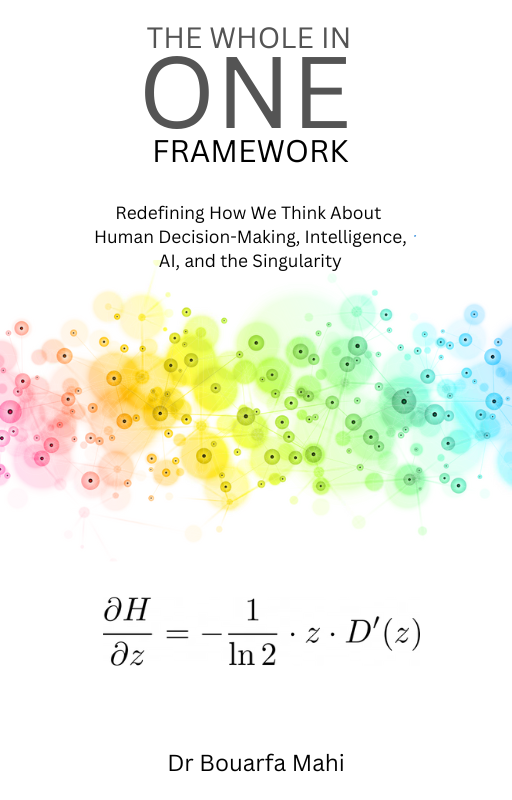 THE WHOLE IN
ONE
FRAMEWORK
Redefining How We Think About
Human Decision-Making, Intelligence,
AI, and the Singularity
∂H/∂z = −1/ln 2 · z · D′(z)
Dr Bouarfa Mahi